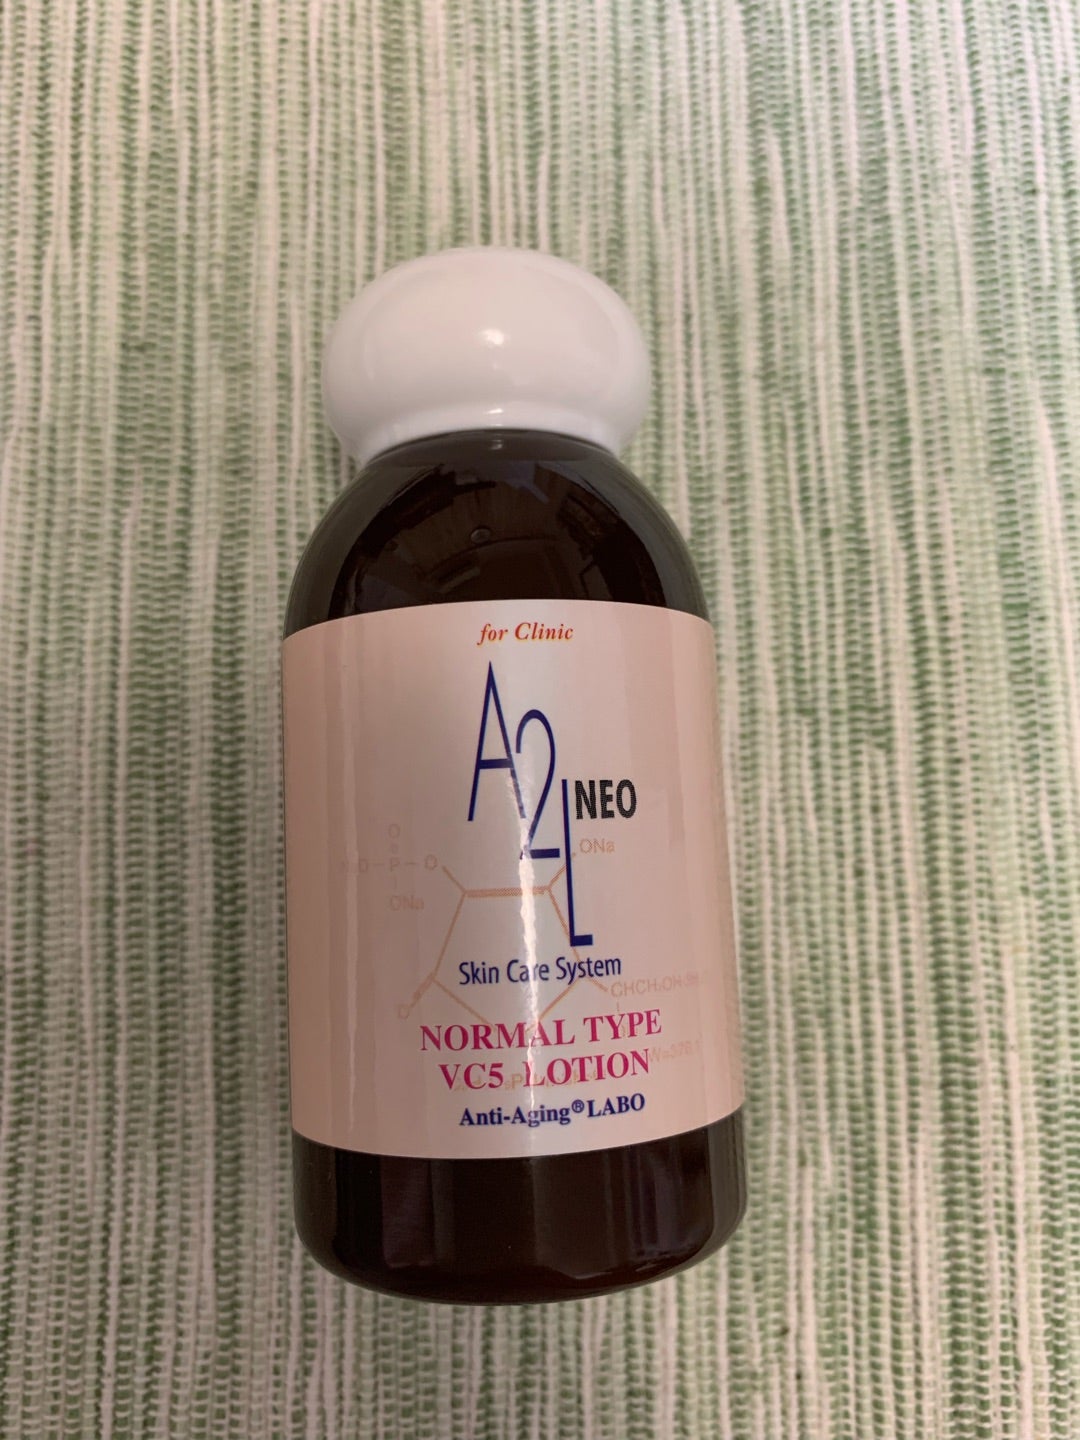 for Clinic
A2L NEO
O
P
O
ONa
ONa
O
Skin Care System
NORMAL TYPE
VC5 LOTION
Anti-Aging®LABO